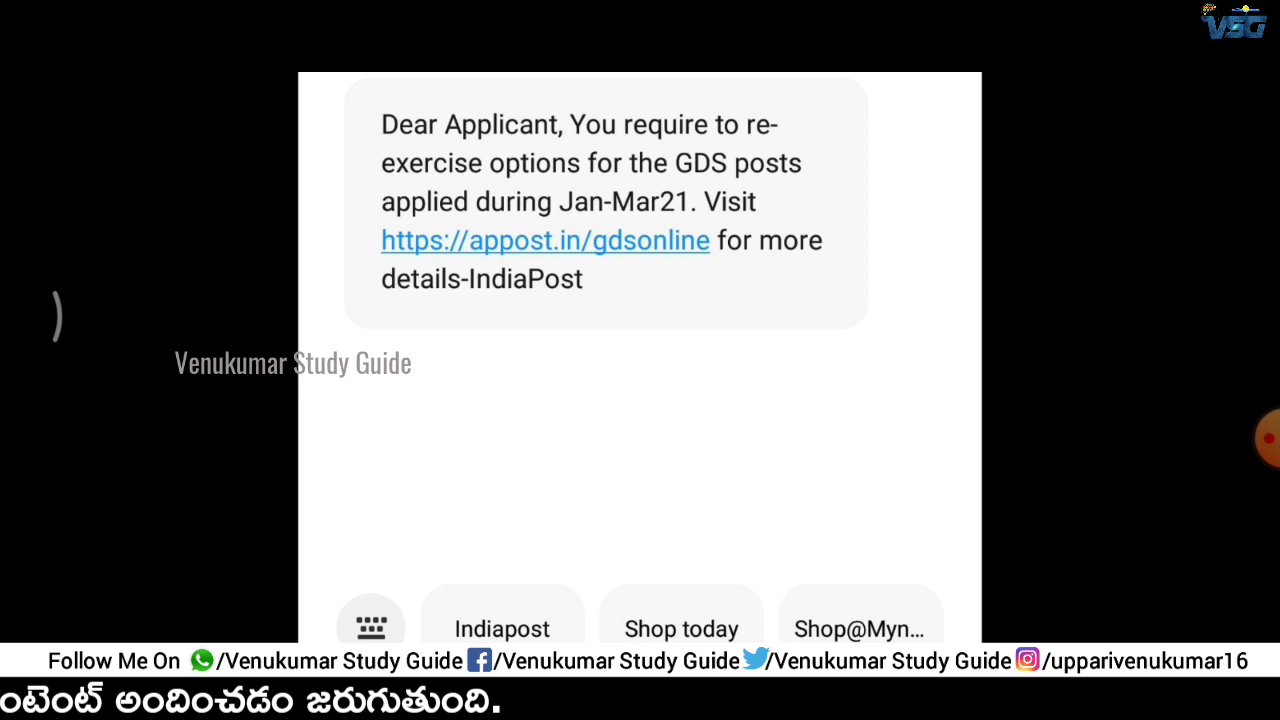 VSG
Dear Applicant, You require to re-
exercise options for the GDS posts
applied during Jan-Mar21. Visit
https://appost.in/gdsonline for more
details-IndiaPost
Venukumar Study Guide
Indiapost
Shop today
Shop@Myn...
Follow Me On /Venukumar Study Guide /Venukumar Study Guide /Venukumar Study Guide /upparivenukumar16
ంటెంట్ అందించడం జరుగుతుంది.